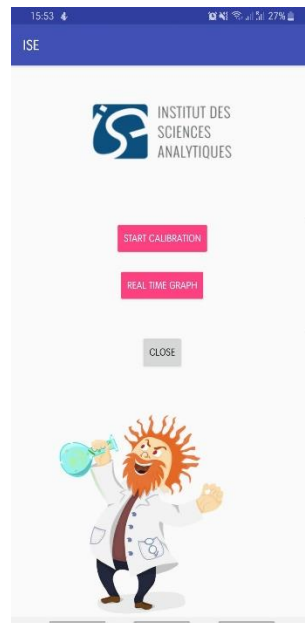 15:53 27%
ISE
INSTITUT DES
SCIENCES
ANALYTIQUES
START CALIBRATION
REAL TIME GRAPH
CLOSE